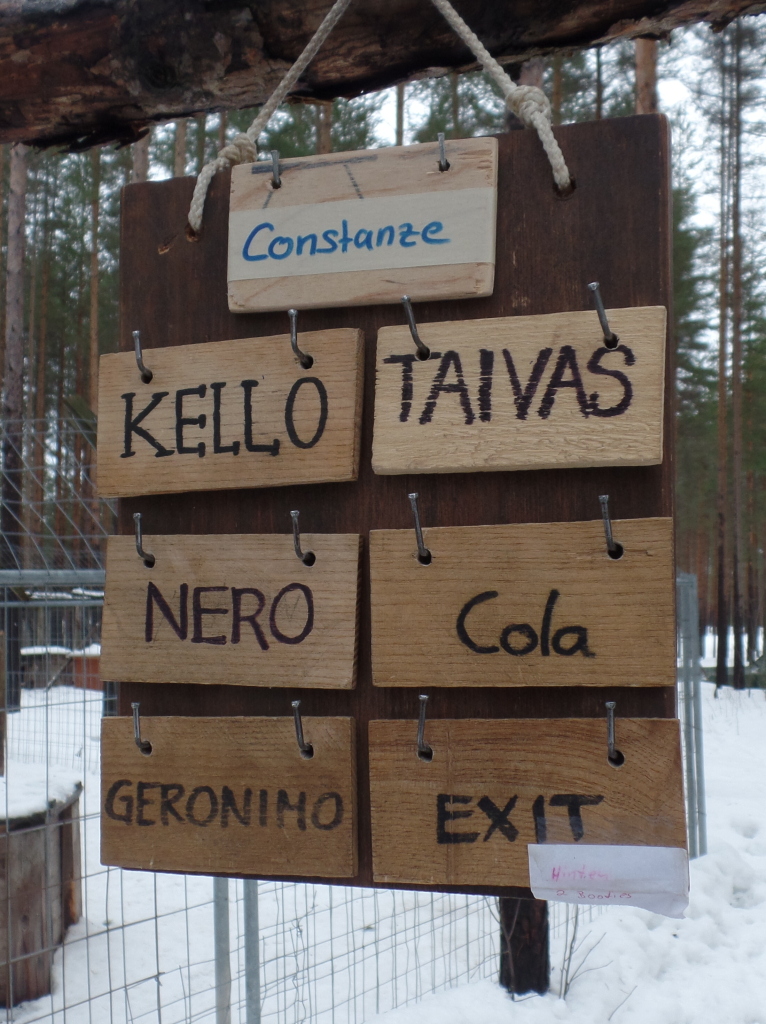 Constanze
KELLO
TAIVAS
NERO
Cola
GERONIMO
EXIT